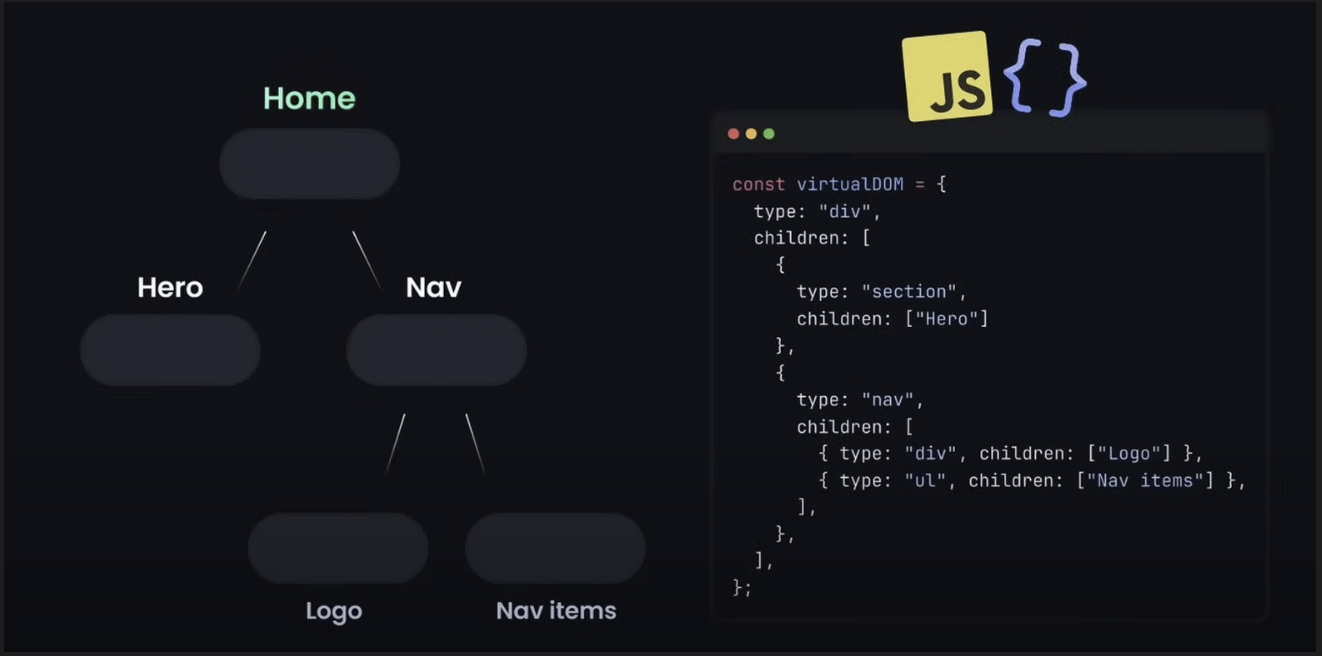 Home
Hero
Nav
Logo
Nav items
JS {}
const virtualDOM = {
  type: "div",
  children: [
    {
      type: "section",
      children: ["Hero"]
    },
    {
      type: "nav",
      children: [
        { type: "div", children: ["Logo"] },
        { type: "ul", children: ["Nav items"] },
      ],
    },
  ],
};